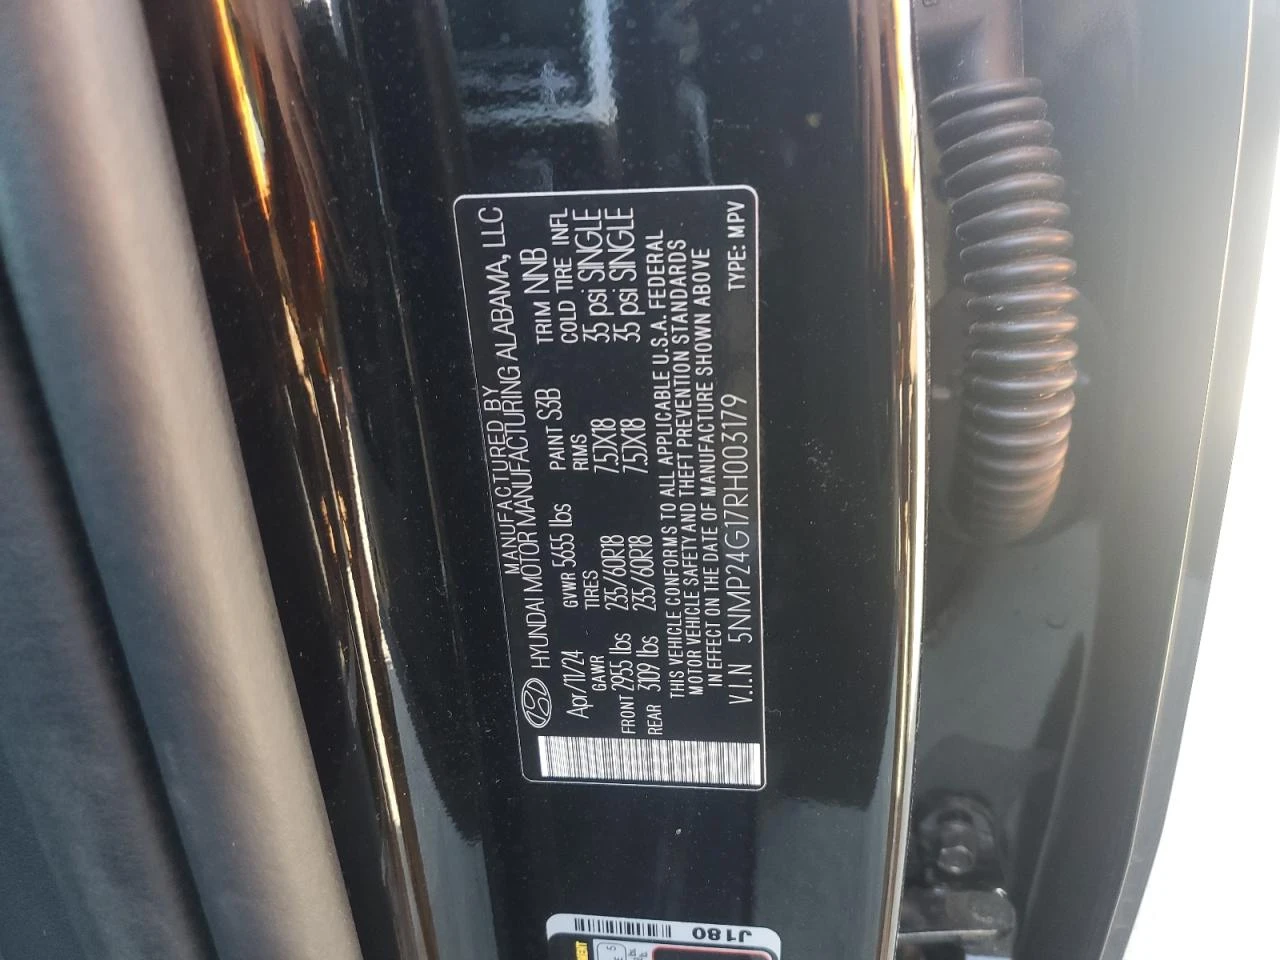 MANUFACTURED BY
HYUNDAI MOTOR MANUFACTURING ALABAMA, LLC
Apr/11/24 GVWR 5655 lbs PAINT S3B TRIM NNB
GAWR TIRES RIMS COLD TIRE INFL
FRONT 2955 lbs 235/60R18 7.5JX18 35 psi SINGLE
REAR 3109 lbs 235/60R18 7.5JX18 35 psi SINGLE
THIS VEHICLE CONFORMS TO ALL APPLICABLE U.S.A. FEDERAL
MOTOR VEHICLE SAFETY AND THEFT PREVENTION STANDARDS
IN EFFECT ON THE DATE OF MANUFACTURE SHOWN ABOVE
V.I.N 5NMP24G17RH003179 TYPE: MPV
J180